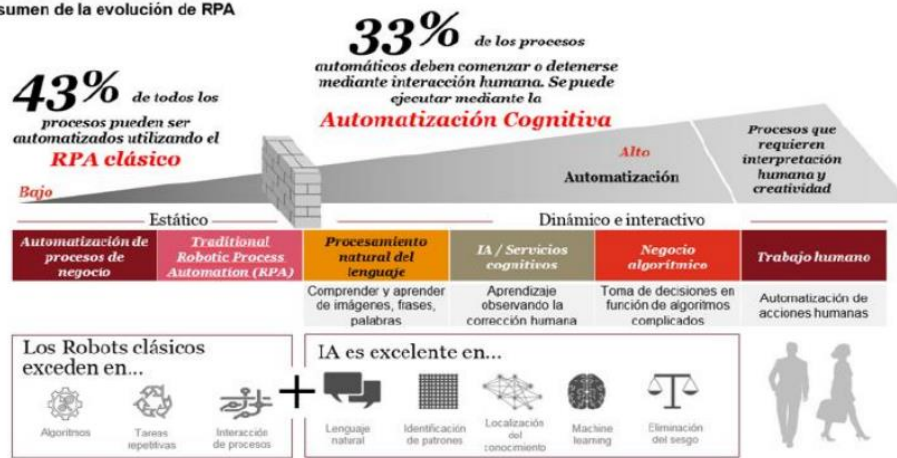 sumen de la evolución de RPA
43% de todos los
procesos pueden ser
automatizados utilizando el
RPA clásico
33% de los procesos
automáticos deben comenzar o detenerse
mediante interacción humana. Se puede
ejecutar mediante la
Automatización Cognitiva
Bajo
Alto
Automatización
Procesos que
requieren
interpretación
humana y
creatividad
Estático
Dinámico e interactivo
Automatización de
procesos de
negocio
Traditional
Robotic Process
Automation (RPA)
Procesamiento
natural del
lenguaje
IA / Servicios
cognitivos
Negocio
algorítmico
Trabajo humano
Comprender y aprender
de imágenes, frases,
palabras
Aprendizaje
observando la
corrección humana
Toma de decisiones en
función de algoritmos
complicados
Automatización de
acciones humanas
Los Robots clásicos
exceden en...
Algoritmos
Tareas
repetitivas
Interacción
de procesos
+
IA es excelente en...
Lenguaje
natural
Identificación
de patrones
Localización
del
conocimiento
Machine
learning
Eliminación
del sesgo